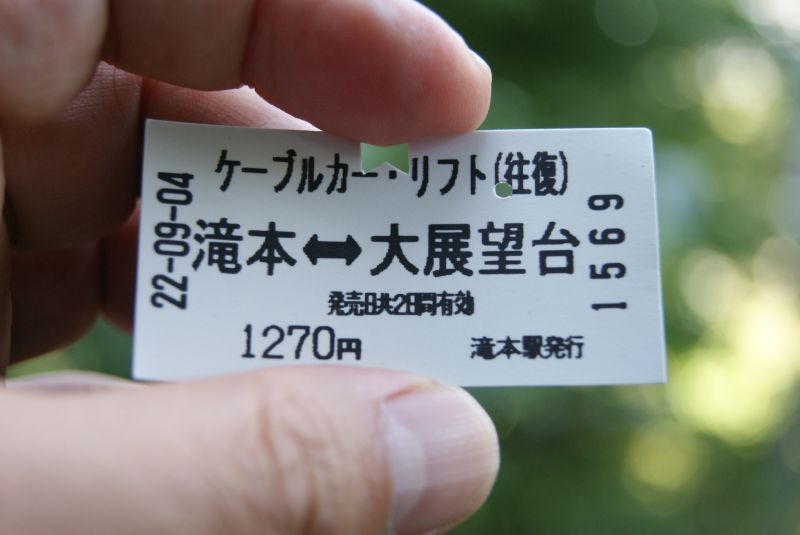 ケーブルカー・リフト(往復)
22-09-04
滝本⇔大展望台
1569
発売日共2日間有効
1270円
滝本駅発行